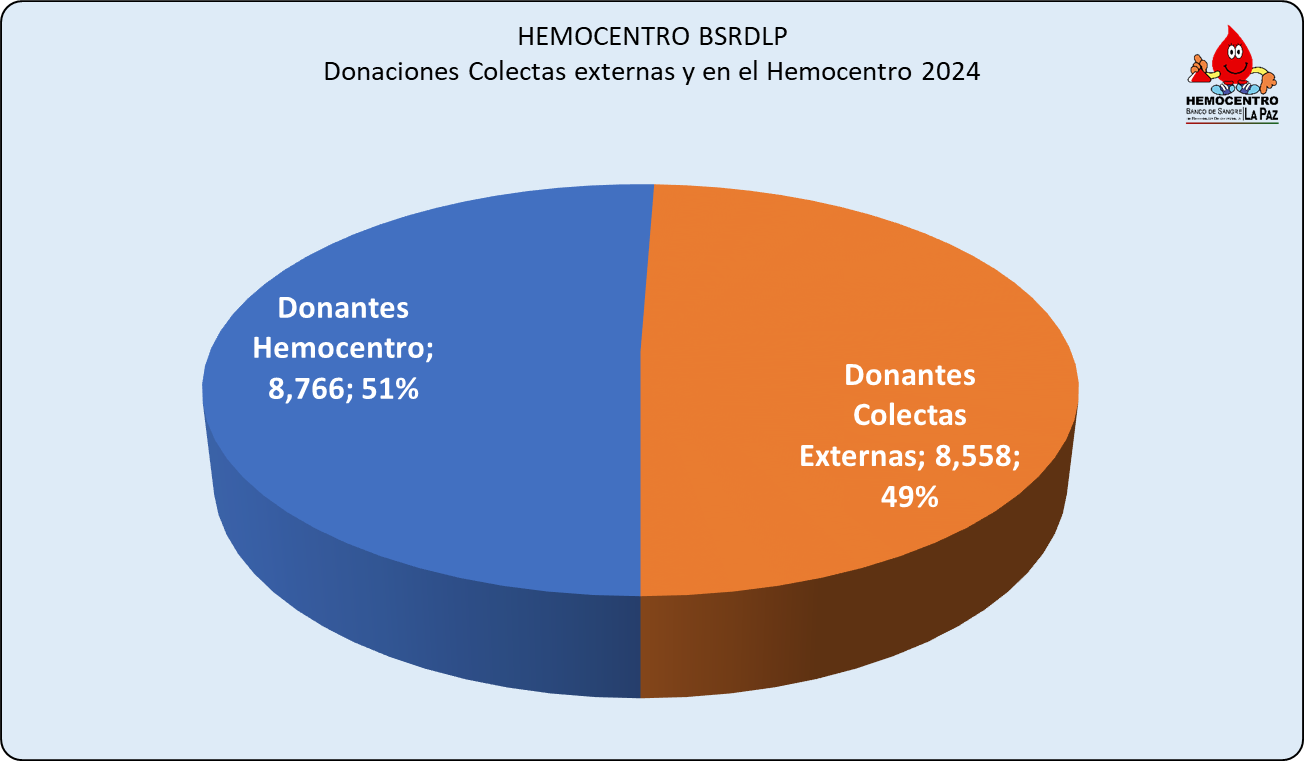 HEMOCENTRO BSRDLP
Donaciones Colectas externas y en el Hemocentro 2024
HEMOCENTRO
BANCO DE SANGRE
LA PAZ
Donantes
Hemocentro;
8,766; 51%
Donantes
Colectas
Externas; 8,558;
49%